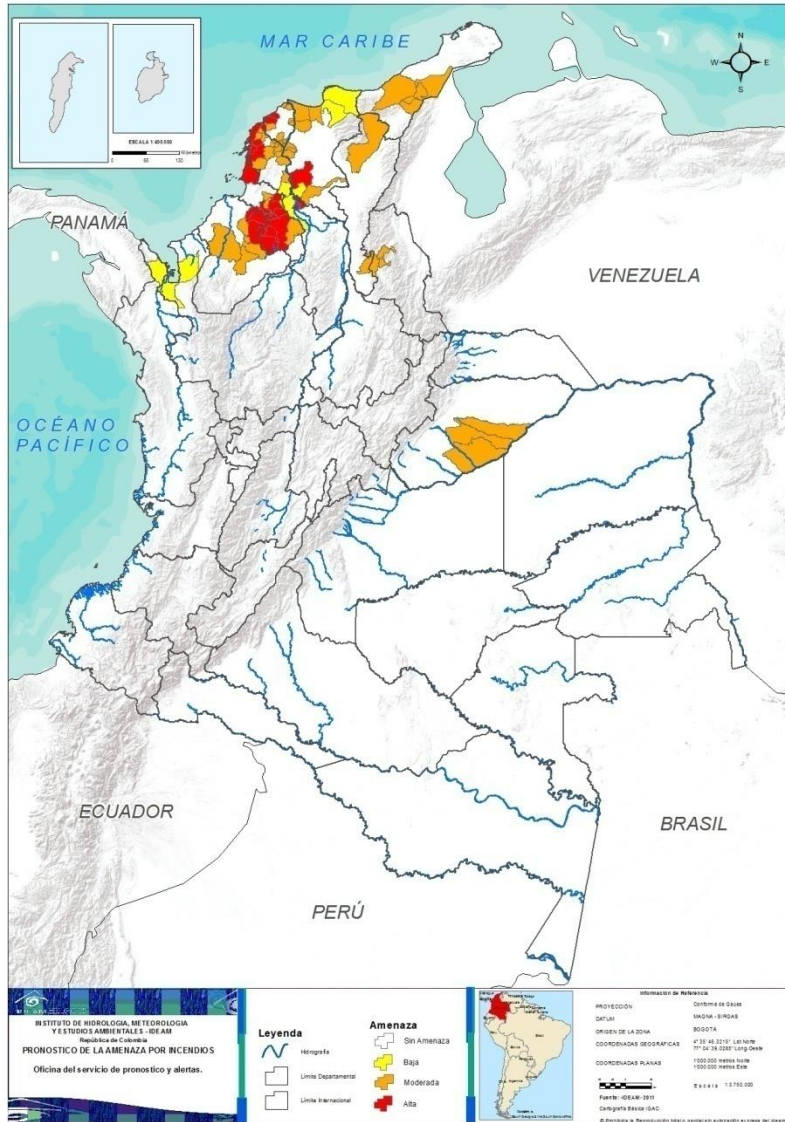 MAR CARIBE
N
W E
S
ESCALA 1:400.000
PANAMÁ
VENEZUELA
OCÉANO
PACÍFICO
ECUADOR
PERÚ
BRASIL
INSTITUTO DE HIDROLOGIA, METEOROLOGIA
Y ESTUDIOS AMBIENTALES - IDEAM
República de Colombia
PRONOSTICO DE LA AMENAZA POR INCENDIOS
Oficina del servicio de pronostico y alertas.
Leyenda
Hidrografía
Límite Departamental
Límite Internacional
Amenaza
Sin Amenaza
Baja
Moderada
Alta
Información de Referencia
PROYECCIÓN Conforme de Gauss
DATUM MAGNA - SIRGAS
ORIGEN DE LA ZONA BOGOTÁ
COORDENADAS GEOGRÁFICAS
COORDENADAS PLANAS 1'000.000 metros Norte
1'000.000 metros Este
Escala 1:3.750.000
Fuente: -IDEAM- 2011
Cartografía Básica IGAC